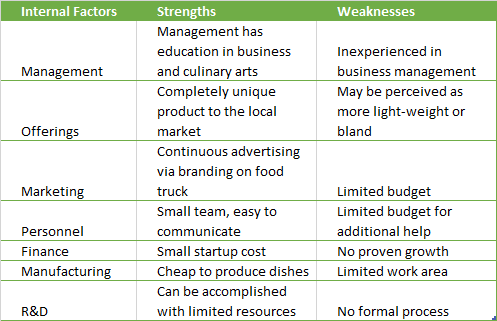 Internal Factors Strengths Weaknesses
Management has
education in business Inexperienced in
Management and culinary arts business management
Completely unique May be perceived as
product to the local more light-weight or
Offerings market bland
Continuous advertising
via branding on food
Marketing truck Limited budget
Small team, easy to Limited budget for
Personnel communicate additional help
Finance Small startup cost No proven growth
Manufacturing Cheap to produce dishes Limited work area
Can be accomplished
R&D with limited resources No formal process